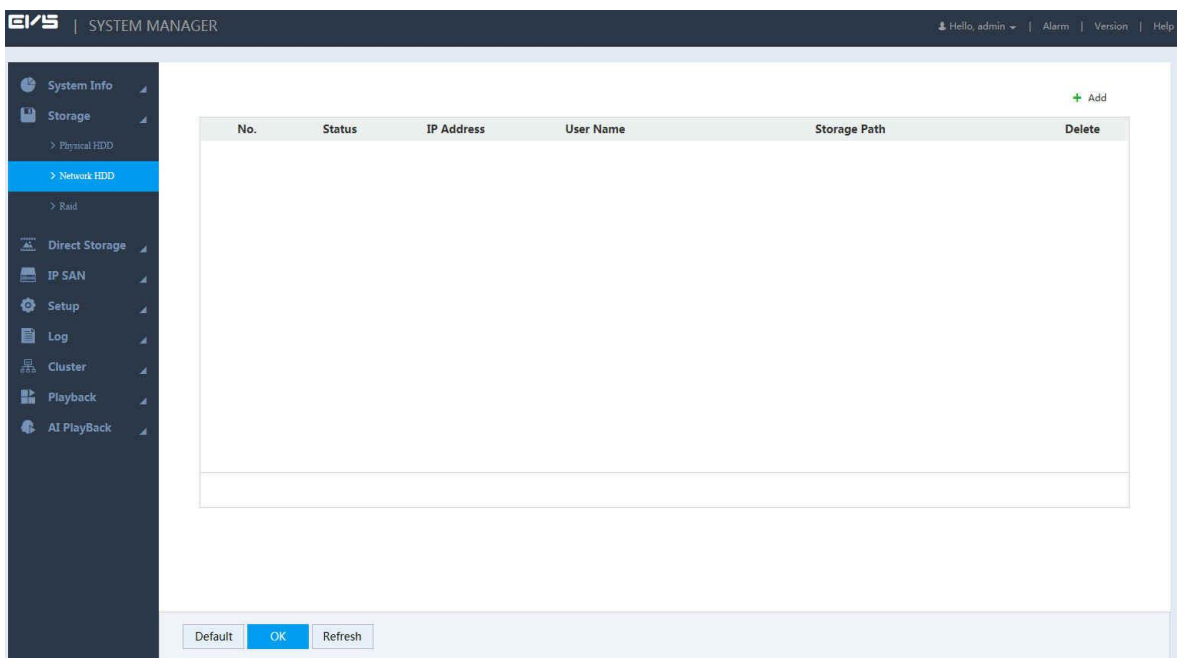 EVS | SYSTEM MANAGER
Hello, admin | Alarm | Version | Help
System Info
Storage
> Physical HDD
> Network HDD
> Raid
Direct Storage
IP SAN
Setup
Log
Cluster
Playback
AI PlayBack
+ Add
No. Status IP Address User Name Storage Path Delete
Default OK Refresh